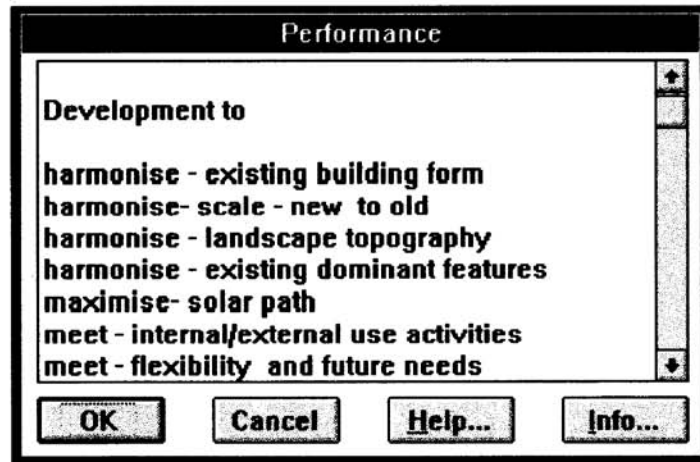 Performance
Development to
harmonise - existing building form
harmonise- scale - new to old
harmonise - landscape topography
harmonise - existing dominant features
maximise- solar path
meet - internal/external use activities
meet - flexibility and future needs
OK Cancel Help... Info...